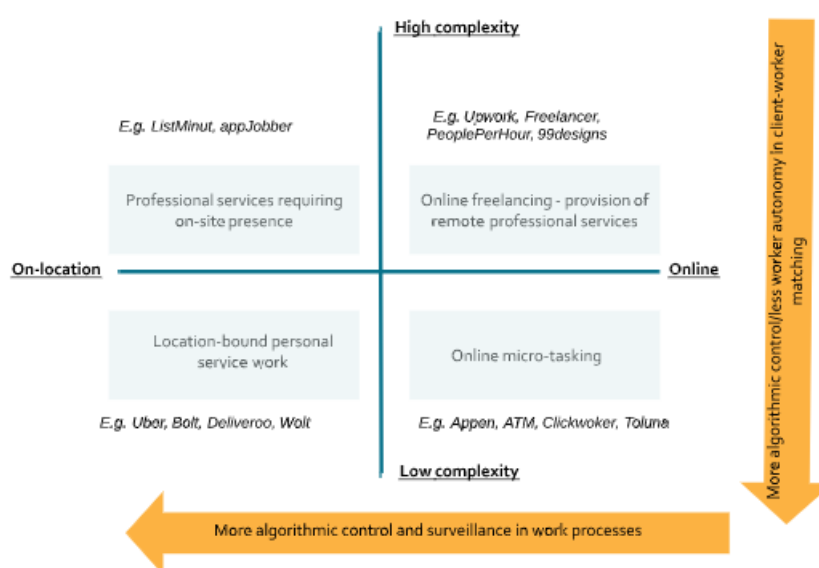 High complexity
E.g. ListMinut, appJobber
E.g. Upwork, Freelancer,
PeoplePerHour, 99designs
Professional services requiring
on-site presence
Online freelancing - provision of
remote professional services
On-location
Online
Location-bound personal
service work
Online micro-tasking
E.g. Uber, Bolt, Deliveroo, Wolt
E.g. Appen, ATM, Clickwoker, Toluna
Low complexity
More algorithmic control and surveillance in work processes
More algorithmic control/less worker autonomy in client-worker
matching